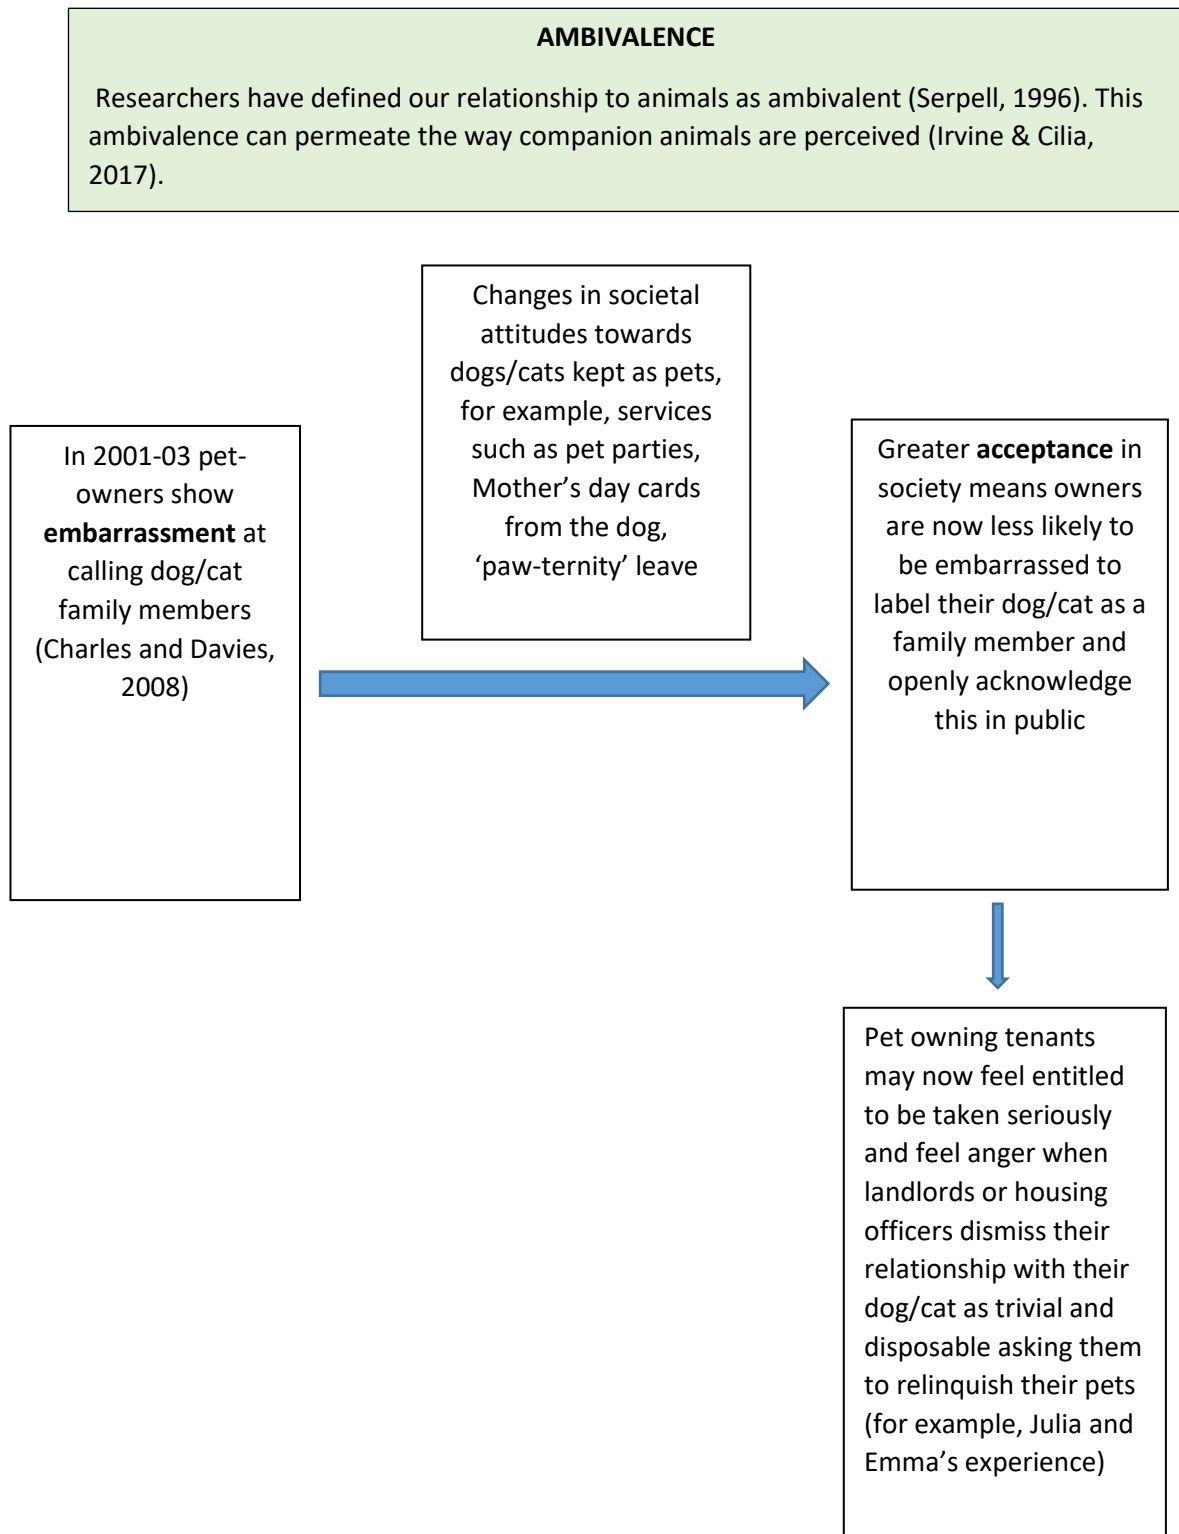 AMBIVALENCE
Researchers have defined our relationship to animals as ambivalent (Serpell, 1996). This
ambivalence can permeate the way companion animals are perceived (Irvine & Cilia,
2017).
In 2001-03 pet-
owners show
embarrassment at
calling dog/cat
family members
(Charles and Davies,
2008)
Changes in societal
attitudes towards
dogs/cats kept as pets,
for example, services
such as pet parties,
Mother’s day cards
from the dog,
‘paw-ternity’ leave
Greater acceptance in
society means owners
are now less likely to
be embarrassed to
label their dog/cat as a
family member and
openly acknowledge
this in public
Pet owning tenants
may now feel entitled
to be taken seriously
and feel anger when
landlords or housing
officers dismiss their
relationship with their
dog/cat as trivial and
disposable asking them
to relinquish their pets
(for example, Julia and
Emma’s experience)